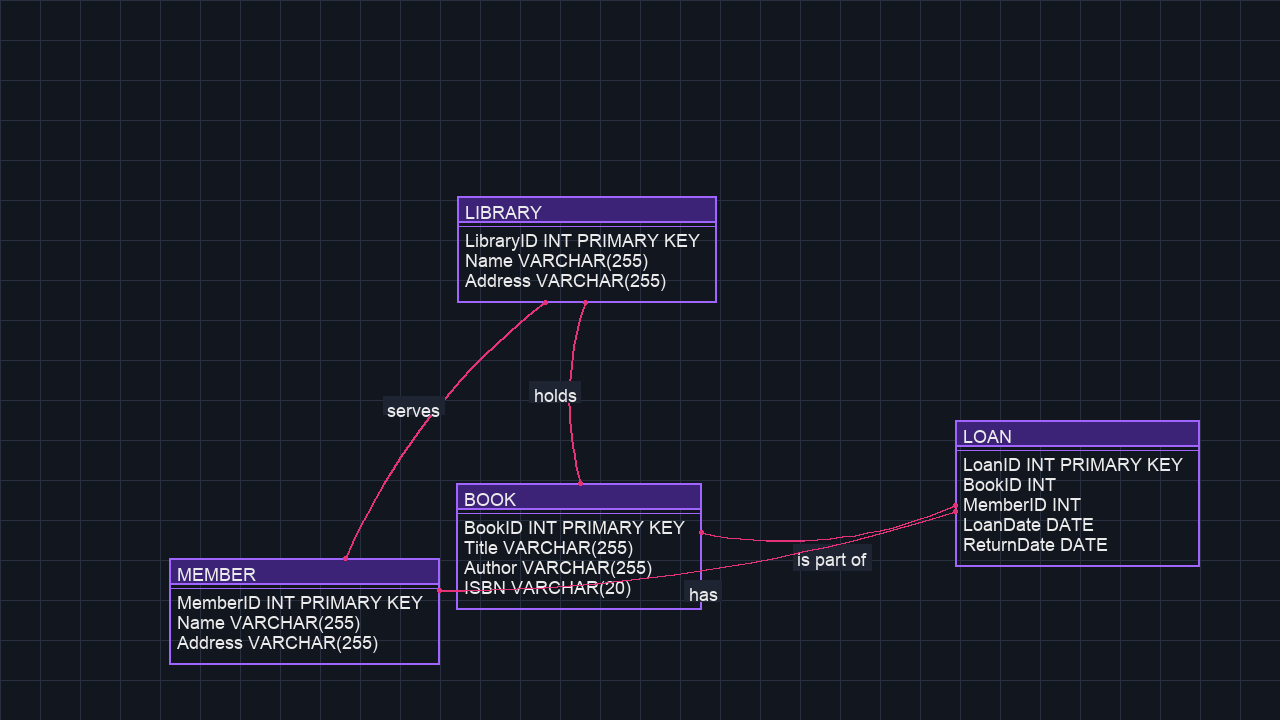 LIBRARY
LibraryID INT PRIMARY KEY
Name VARCHAR(255)
Address VARCHAR(255)
serves
holds
LOAN
LoanID INT PRIMARY KEY
BookID INT
MemberID INT
LoanDate DATE
ReturnDate DATE
BOOK
BookID INT PRIMARY KEY
Title VARCHAR(255)
Author VARCHAR(255)
ISBN VARCHAR(20)
is part of
has
MEMBER
MemberID INT PRIMARY KEY
Name VARCHAR(255)
Address VARCHAR(255)